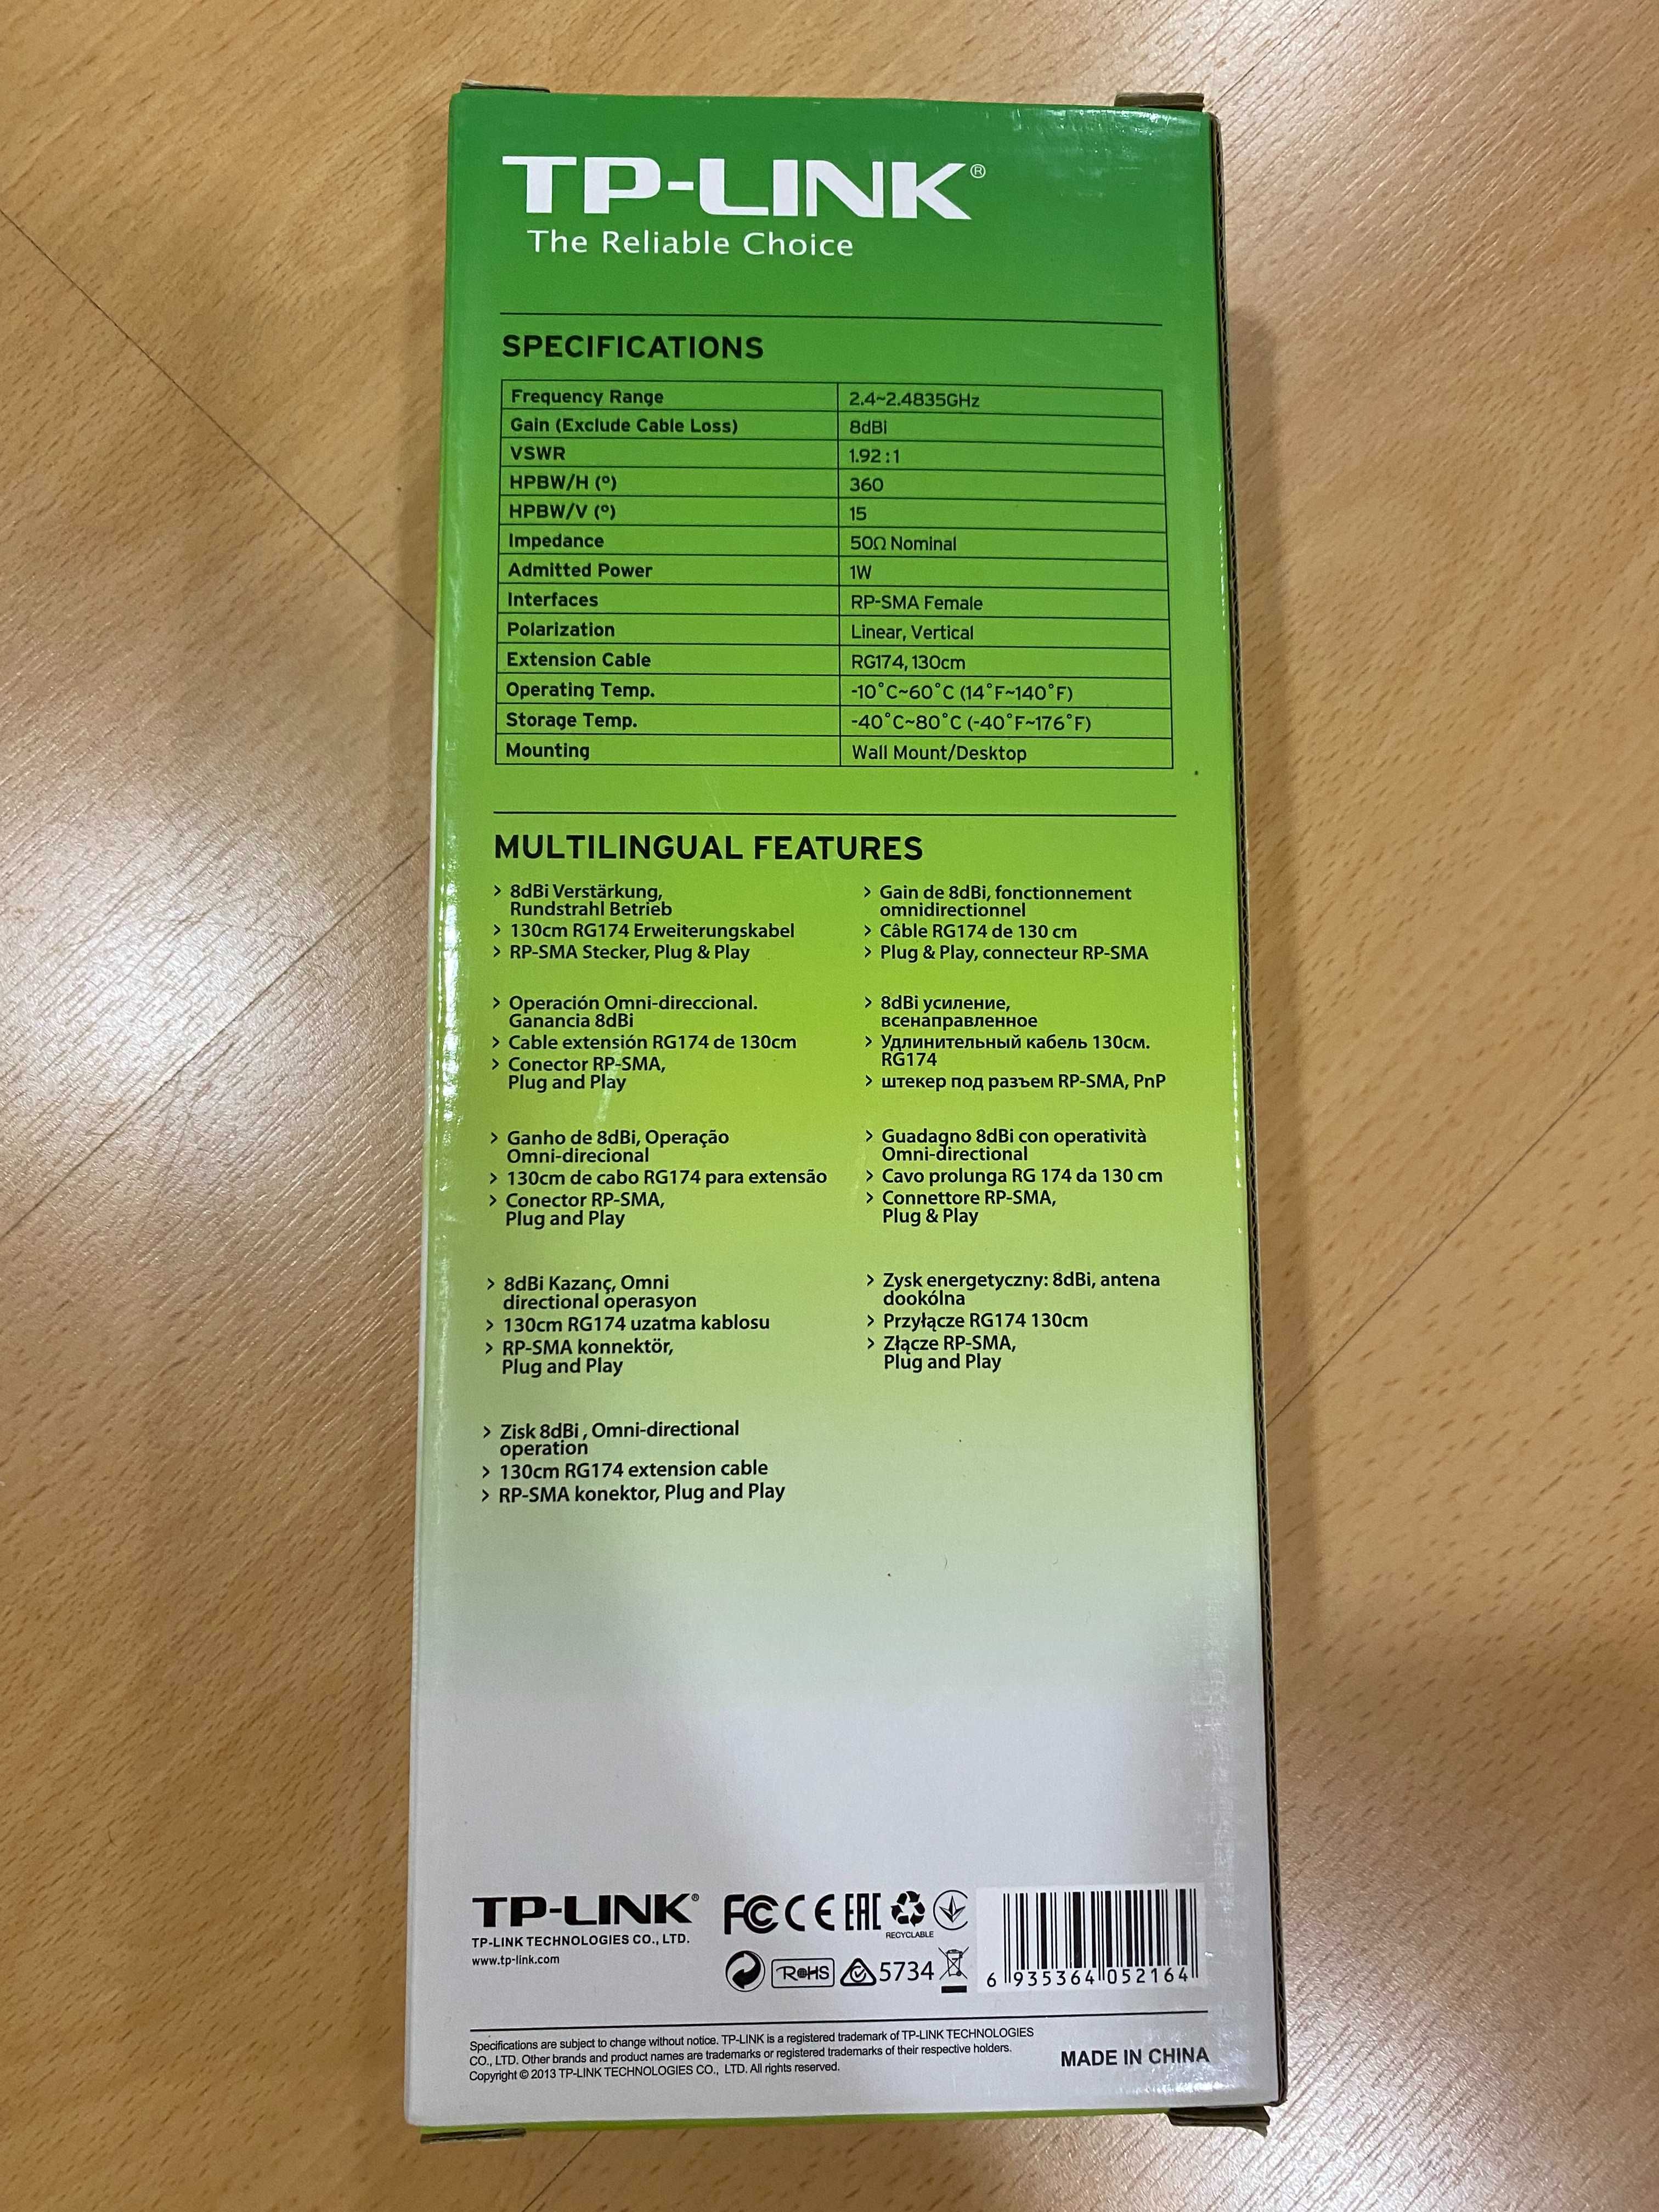 TP-LINK®
The Reliable Choice
SPECIFICATIONS
Frequency Range 2.4~2.4835GHz
Gain (Exclude Cable Loss) 8dBi
VSWR 1.92:1
HPBW/H (°) 360
HPBW/V (°) 15
Impedance 50Ω Nominal
Admitted Power 1W
Interfaces RP-SMA Female
Polarization Linear, Vertical
Extension Cable RG174, 130cm
Operating Temp. -10°C~60°C (14°F~140°F)
Storage Temp. -40°C~80°C (-40°F~176°F)
Mounting Wall Mount/Desktop
MULTILINGUAL FEATURES
> 8dBi Verstärkung,
Rundstrahl Betrieb
> 130cm RG174 Erweiterungskabel
> RP-SMA Stecker, Plug & Play
> Gain de 8dBi, fonctionnement
omnidirectionnel
> Câble RG174 de 130 cm
> Plug & Play, connecteur RP-SMA
> Operación Omni-direccional.
Ganancia 8dBi
> Cable extensión RG174 de 130cm
> Conector RP-SMA,
Plug and Play
> 8dBi усиление,
всенаправленное
> Удлинительный кабель 130см.
RG174
> штекер под разъем RP-SMA, PnP
> Ganho de 8dBi, Operação
Omni-direcional
> 130cm de cabo RG174 para extensão
> Conector RP-SMA,
Plug and Play
> Guadagno 8dBi con operatività
Omni-directional
> Cavo prolunga RG 174 da 130 cm
> Connettore RP-SMA,
Plug & Play
> 8dBi Kazanç, Omni
directional operasyon
> 130cm RG174 uzatma kablosu
> RP-SMA konnektör,
Plug and Play
> Zysk energetyczny: 8dBi, antena
dookólna
> Przyłącze RG174 130cm
> Złącze RP-SMA,
Plug and Play
> Zisk 8dBi , Omni-directional
operation
> 130cm RG174 extension cable
> RP-SMA konektor, Plug and Play
TP-LINK®
TP-LINK TECHNOLOGIES CO., LTD.
www.tp-link.com
FC CE EAC
RECYCLABLE
RoHS 5734
6 935364 052164
Specifications are subject to change without notice. TP-LINK is a registered trademark of TP-LINK TECHNOLOGIES
CO., LTD. Other brands and product names are trademarks or registered trademarks of their respective holders.
Copyright © 2013 TP-LINK TECHNOLOGIES CO., LTD. All rights reserved.
MADE IN CHINA